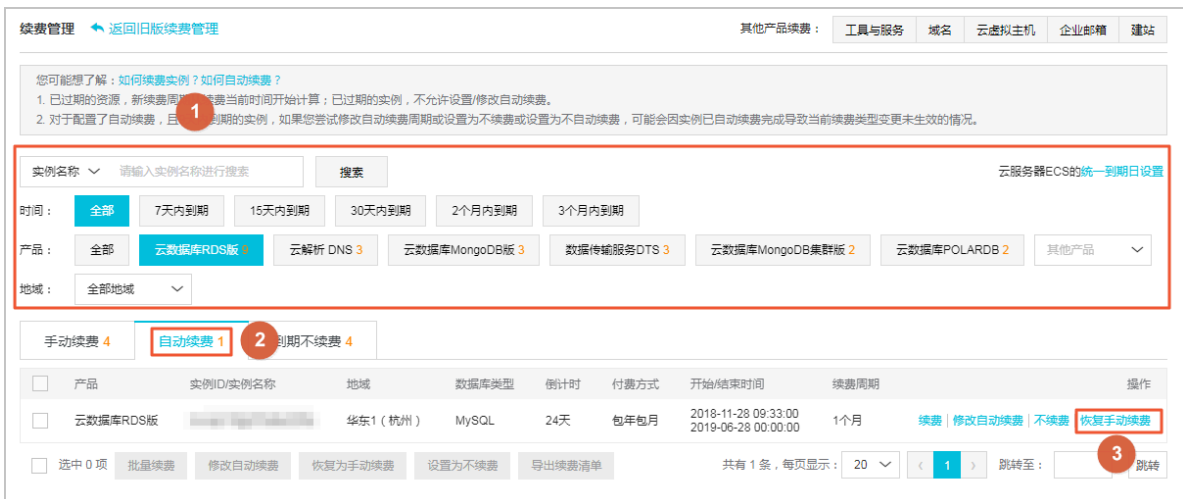 续费管理 返回旧版续费管理 其他产品续费： 工具与服务 域名 云虚拟主机 企业邮箱 建站
您可能想了解：如何续费实例？如何自动续费？
1. 已过期的资源，新续费周 续费当前时间开始计算；已过期的实例，不允许设置/修改自动续费。
1
2. 对于配置了自动续费，且 到期的实例，如果您尝试修改自动续费周期或设置为不续费或设置为不自动续费，可能会因实例已自动续费完成导致当前续费类型变更未生效的情况。
实例名称 请输入实例名称进行搜索 搜索 云服务器ECS的统一到期日设置
时间： 全部 7天内到期 15天内到期 30天内到期 2个月内到期 3个月内到期
产品： 全部 云数据库RDS版 9 云解析 DNS 3 云数据库MongoDB版 3 数据传输服务DTS 3 云数据库MongoDB集群版 2 云数据库POLARDB 2 其他产品
地域： 全部地域
手动续费 4 自动续费 1 2 到期不续费 4
产品 实例ID/实例名称 地域 数据库类型 倒计时 付费方式 开始/结束时间 续费周期 操作
云数据库RDS版 华东1（杭州） MySQL 24天 包年包月 2018-11-28 09:33:00 1个月 续费 | 修改自动续费 | 不续费 恢复手动续费
2019-06-28 00:00:00
3
选中 0 项 批量续费 修改自动续费 恢复为手动续费 设置为不续费 导出续费清单 共有 1 条，每页显示： 20 ‹ 1 › 跳转至： 跳转